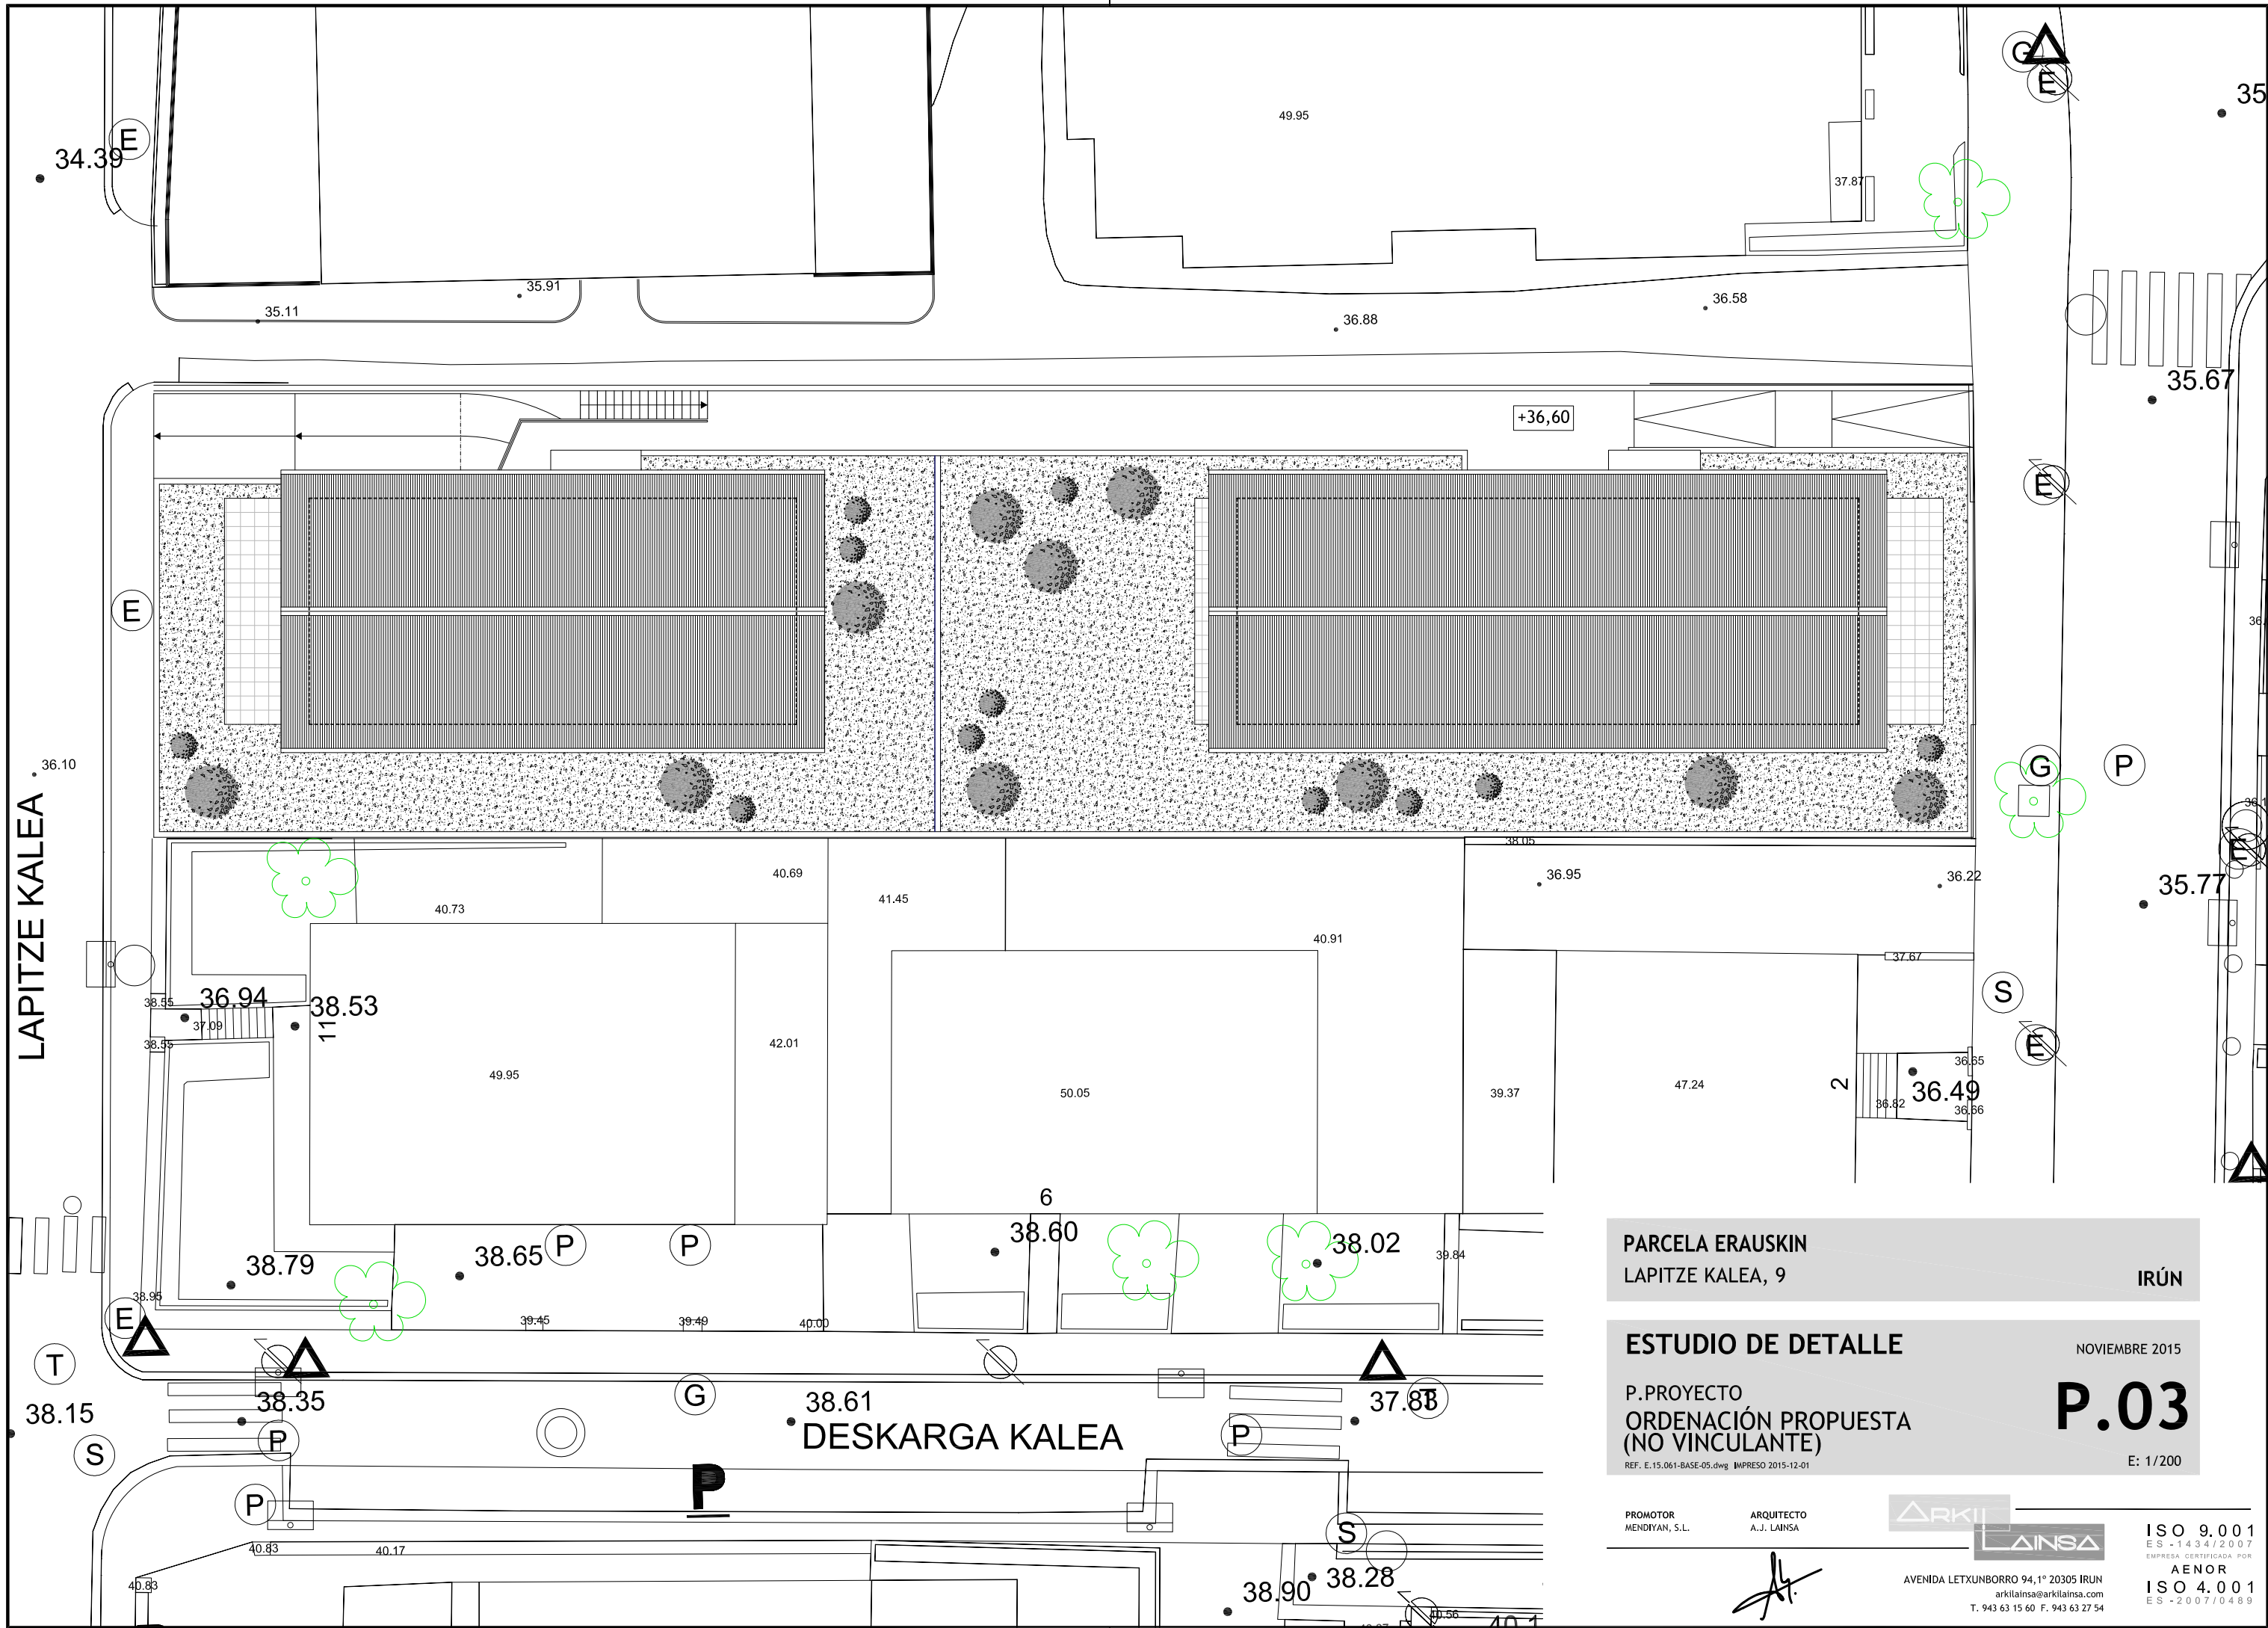 34.39
E
49.95
37.87
G
E
35
35.11
35.91
36.88
36.58
35.67
+36,60
E
E
36.10
LAPITZE KALEA
G
P
E
35.77
40.73
40.69
41.45
40.91
38.05
36.95
36.22
37.67
38.55
36.94
37.09
38.55
38.53
11
42.01
49.95
50.05
39.37
47.24
2
S
E
36.65
36.82
36.49
36.66
6
38.60
38.79
38.65
P
P
38.02
39.84
38.95
39.45
39.49
40.00
E
T
38.15
38.35
G
38.61
37.83
T
DESKARGA KALEA
P
P
S
P
P
S
40.83
40.17
40.83
38.90
38.28
40.56
PARCELA ERAUSKIN
LAPITZE KALEA, 9
IRÚN
ESTUDIO DE DETALLE
NOVIEMBRE 2015
P.PROYECTO
ORDENACIÓN PROPUESTA
(NO VINCULANTE)
P.03
REF. E.15.061-BASE-05.dwg IMPRESO 2015-12-01
E: 1/200
PROMOTOR
MENDIYAN, S.L.
ARQUITECTO
A.J. LAINSA
ARKI
LAINSA
AVENIDA LETXUNBORRO 94,1º 20305 IRUN
arkilainsa@arkilainsa.com
T. 943 63 15 60 F. 943 63 27 54
ISO 9.001
ES-1434/2007
EMPRESA CERTIFICADA POR
AENOR
ISO 4.001
ES-2007/0489